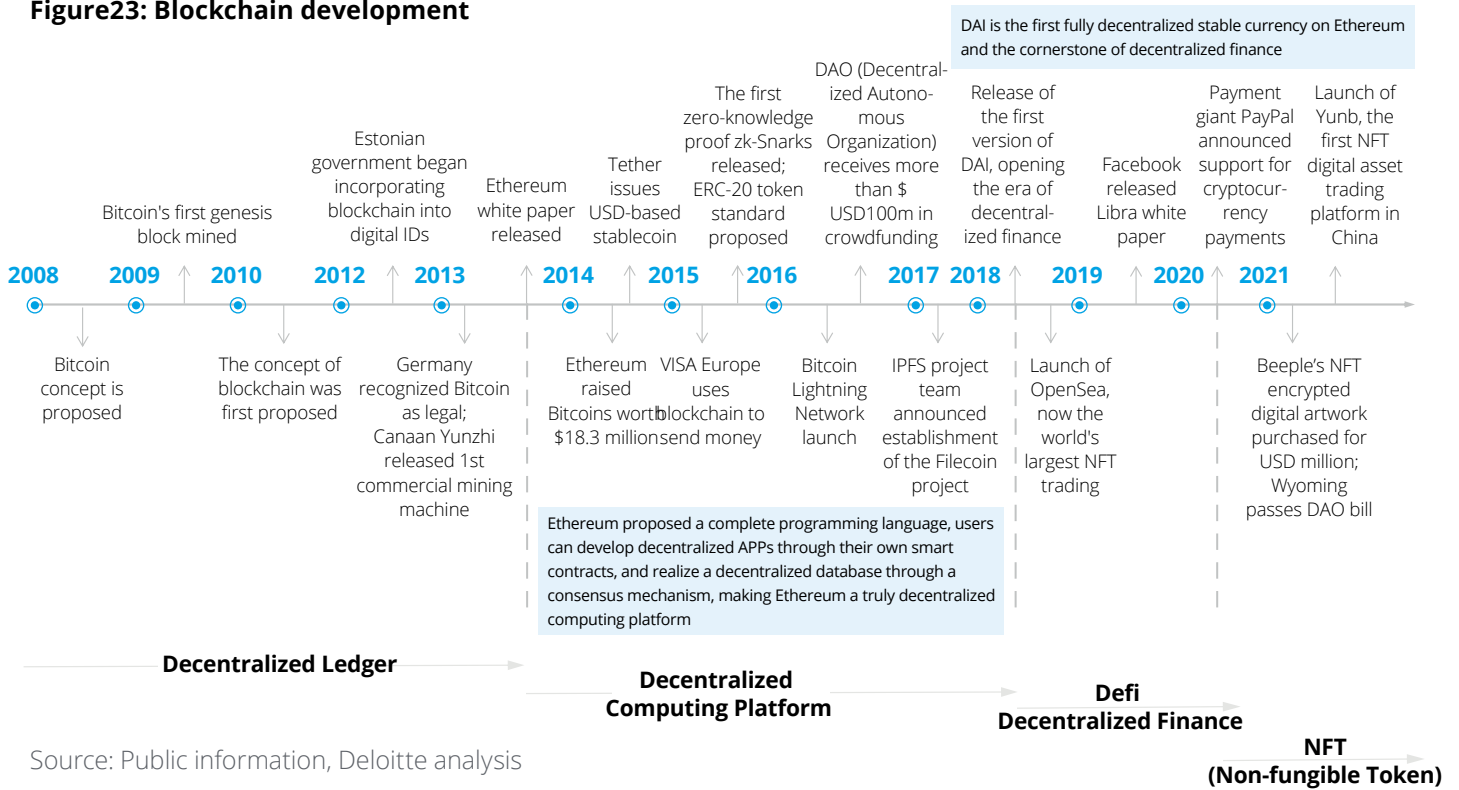 Figure23: Blockchain development
DAI is the first fully decentralized stable currency on Ethereum
and the cornerstone of decentralized finance
Bitcoin's first genesis
block mined
Estonian
government began
incorporating
blockchain into
digital IDs
Ethereum
white paper
released
Tether
issues
USD-based
stablecoin
The first
zero-knowledge
proof zk-Snarks
released;
ERC-20 token
standard
proposed
DAO (Decentral-
ized Autono-
mous
Organization)
receives more
than $
USD100m in
crowdfunding
Release of
the first
version of
DAI, opening
the era of
decentral-
ized finance
Facebook
released
Libra white
paper
Payment
giant PayPal
announced
support for
cryptocur-
rency
payments
Launch of
Yunb, the
first NFT
digital asset
trading
platform in
China
2008 2009 2010 2012 2013 2014 2015 2016 2017 2018 2019 2020 2021
Bitcoin
concept is
proposed
The concept of
blockchain was
first proposed
Germany
recognized Bitcoin
as legal;
Canaan Yunzhi
released 1st
commercial mining
machine
Ethereum
raised
Bitcoins worth
$18.3 million
VISA Europe
uses
blockchain to
send money
Bitcoin
Lightning
Network
launch
IPFS project
team
announced
establishment
of the Filecoin
project
Launch of
OpenSea,
now the
world's
largest NFT
trading
Beeple’s NFT
encrypted
digital artwork
purchased for
USD million;
Wyoming
passes DAO bill
Ethereum proposed a complete programming language, users
can develop decentralized APPs through their own smart
contracts, and realize a decentralized database through a
consensus mechanism, making Ethereum a truly decentralized
computing platform
Decentralized Ledger
Decentralized
Computing Platform
Defi
Decentralized Finance
NFT
(Non-fungible Token)
Source: Public information, Deloitte analysis